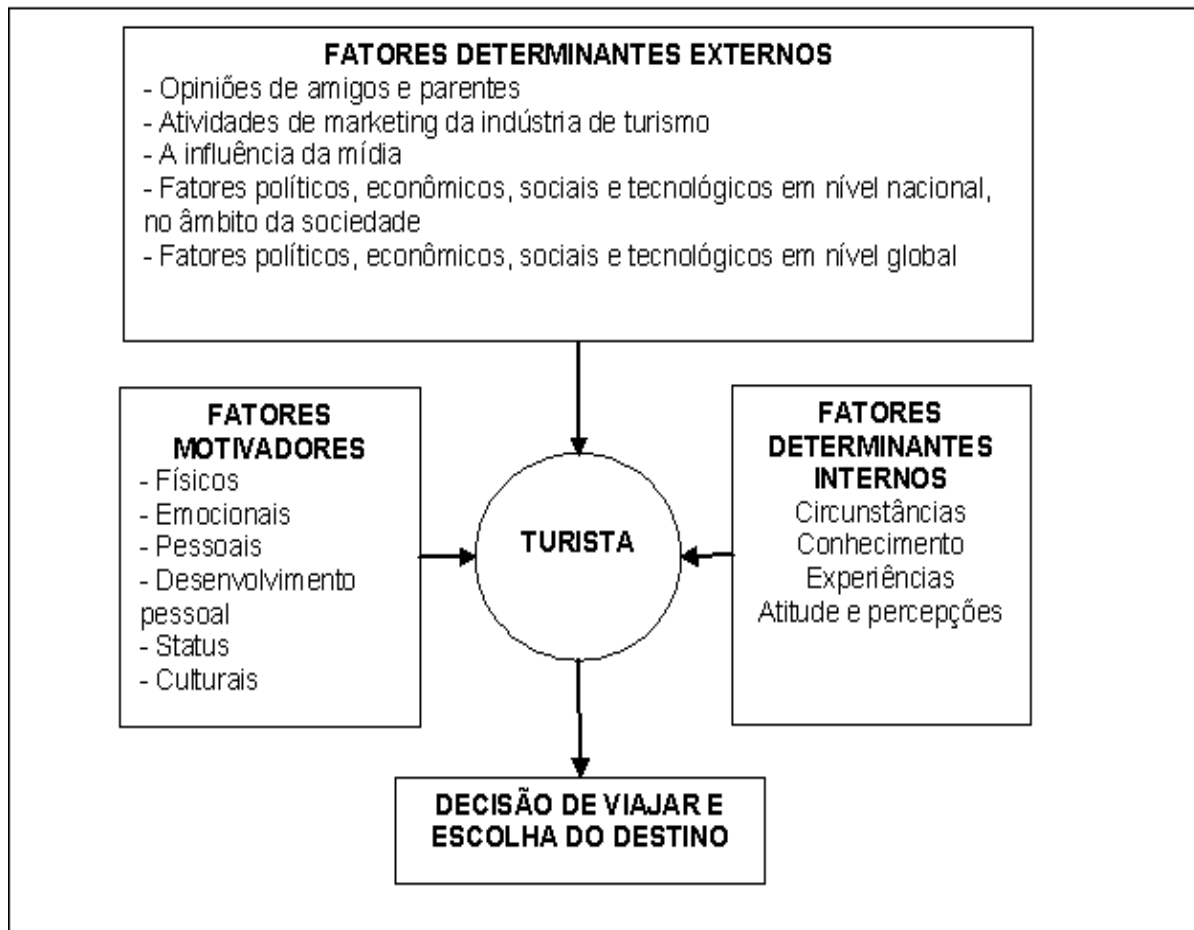 FATORES DETERMINANTES EXTERNOS
- Opiniões de amigos e parentes
- Atividades de marketing da indústria de turismo
- A influência da mídia
- Fatores políticos, econômicos, sociais e tecnológicos em nível nacional,
no âmbito da sociedade
- Fatores políticos, econômicos, sociais e tecnológicos em nível global
FATORES
MOTIVADORES
- Físicos
- Emocionais
- Pessoais
- Desenvolvimento
pessoal
- Status
- Culturais
TURISTA
FATORES
DETERMINANTES
INTERNOS
Circunstâncias
Conhecimento
Experiências
Atitude e percepções
DECISÃO DE VIAJAR E
ESCOLHA DO DESTINO